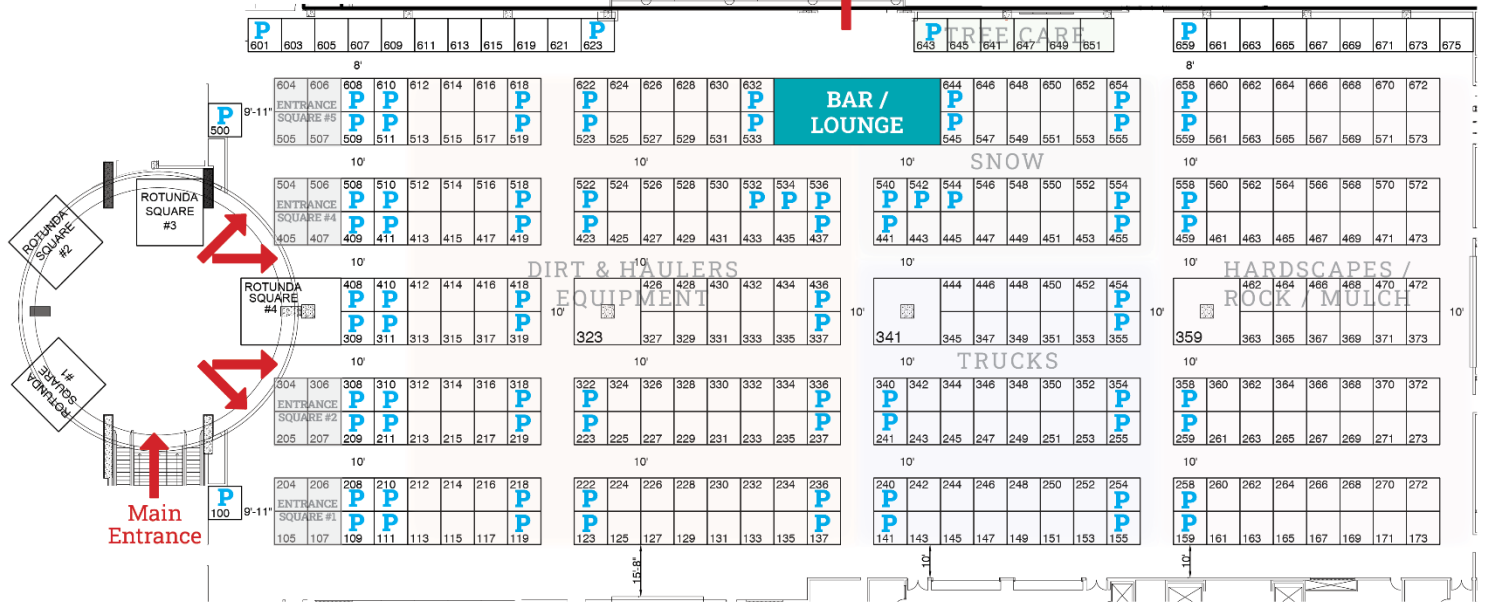 P P P P
601 603 605 607 609 611 613 615 619 621 623 643 645 641 647 649 651 659 661 663 665 667 669 671 673 675
TREE CARE
8' 8'
604 606 608 610 612 614 616 618 622 624 626 628 630 632 644 648 650 652 654 658 660 662 664 666 668 670 672
P P P P P P P P
ENTRANCE
SQUARE #5
BAR /
LOUNGE
P P P P P P P P
505 507 509 511 513 515 517 519 523 525 527 529 531 533 545 547 549 551 553 555 559 561 563 565 567 569 571 573
P
500
9'-11"
10' 10' 10' 10'
SNOW
504 506 508 510 512 514 516 518 522 524 526 528 530 532 534 536 540 542 544 546 548 550 552 554 558 560 562 564 566 568 570 572
P P P P P P P P P P P P
ENTRANCE
SQUARE #4
P P P P P P P P
405 407 409 411 413 415 417 419 423 425 427 429 431 433 435 437 441 443 445 447 449 451 453 455 459 461 463 465 467 469 471 473
ROTUNDA
SQUARE
#3
ROTUNDA
SQUARE
#2
10' 10' 10' 10'
DIRT & HAULERS
EQUIPMENT
HARDSCAPES /
ROCK / MULCH
ROTUNDA
SQUARE
#4
408 410 412 414 416 418 426 428 430 432 434 436 444 446 448 450 452 454 462 464 466 468 470 472
P P P P P
10' 10' 10' 10'
P P P P P
309 311 313 315 317 319 323 327 329 331 333 335 337 341 345 347 349 351 353 355 359 363 365 367 369 371 373
10' 10' 10' 10'
TRUCKS
ROTUNDA
SQUARE
#1
304 306 308 310 312 314 316 318 322 324 326 328 330 332 334 336 340 342 344 346 348 350 352 354 358 360 362 364 366 368 370 372
P P P P P P P P
ENTRANCE
SQUARE #2
P P P P P P P P
205 207 209 211 213 215 217 219 223 225 227 229 231 233 235 237 241 243 245 247 249 251 253 255 259 261 263 265 267 269 271 273
10' 10' 10' 10'
204 206 208 210 212 214 216 218 222 224 226 228 230 232 234 236 240 242 244 246 248 250 252 254 258 260 262 264 266 268 270 272
P P P P P P P P
ENTRANCE
SQUARE #1
P P P P P P P P
105 107 109 111 113 115 117 119 123 125 127 129 131 133 135 137 141 143 145 147 149 151 153 155 159 161 163 165 167 169 171 173
P
100
9'-11"
Main
Entrance
15'-8"
10'
10'